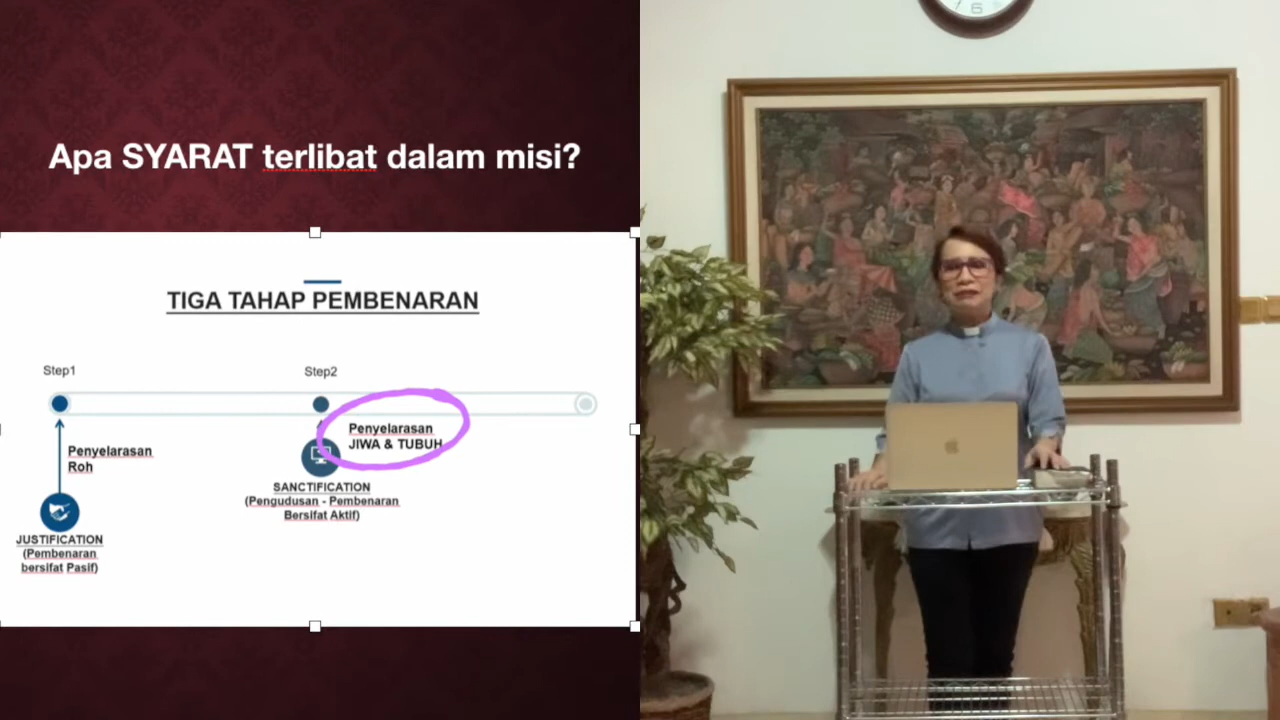 Apa SYARAT terlibat dalam misi?
TIGA TAHAP PEMBENARAN
Step1
Step2
Penyelarasan
Roh
Penyelarasan
JIWA & TUBUH
JUSTIFICATION
(Pembenaran
bersifat Pasif)
SANCTIFICATION
(Pengudusan - Pembenaran
Bersifat Aktif)
6